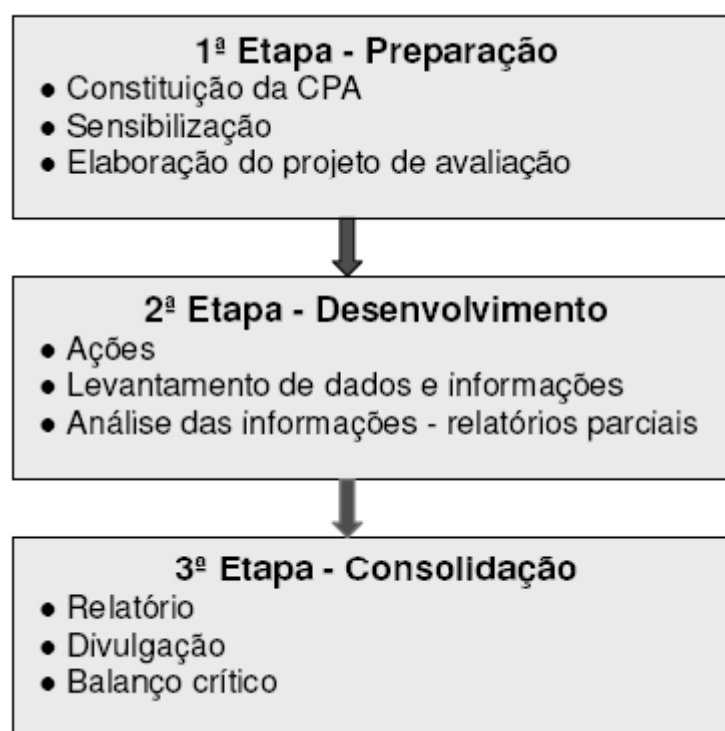 1ª Etapa - Preparação
● Constituição da CPA
● Sensibilização
● Elaboração do projeto de avaliação
2ª Etapa - Desenvolvimento
● Ações
● Levantamento de dados e informações
● Análise das informações - relatórios parciais
3ª Etapa - Consolidação
● Relatório
● Divulgação
● Balanço crítico